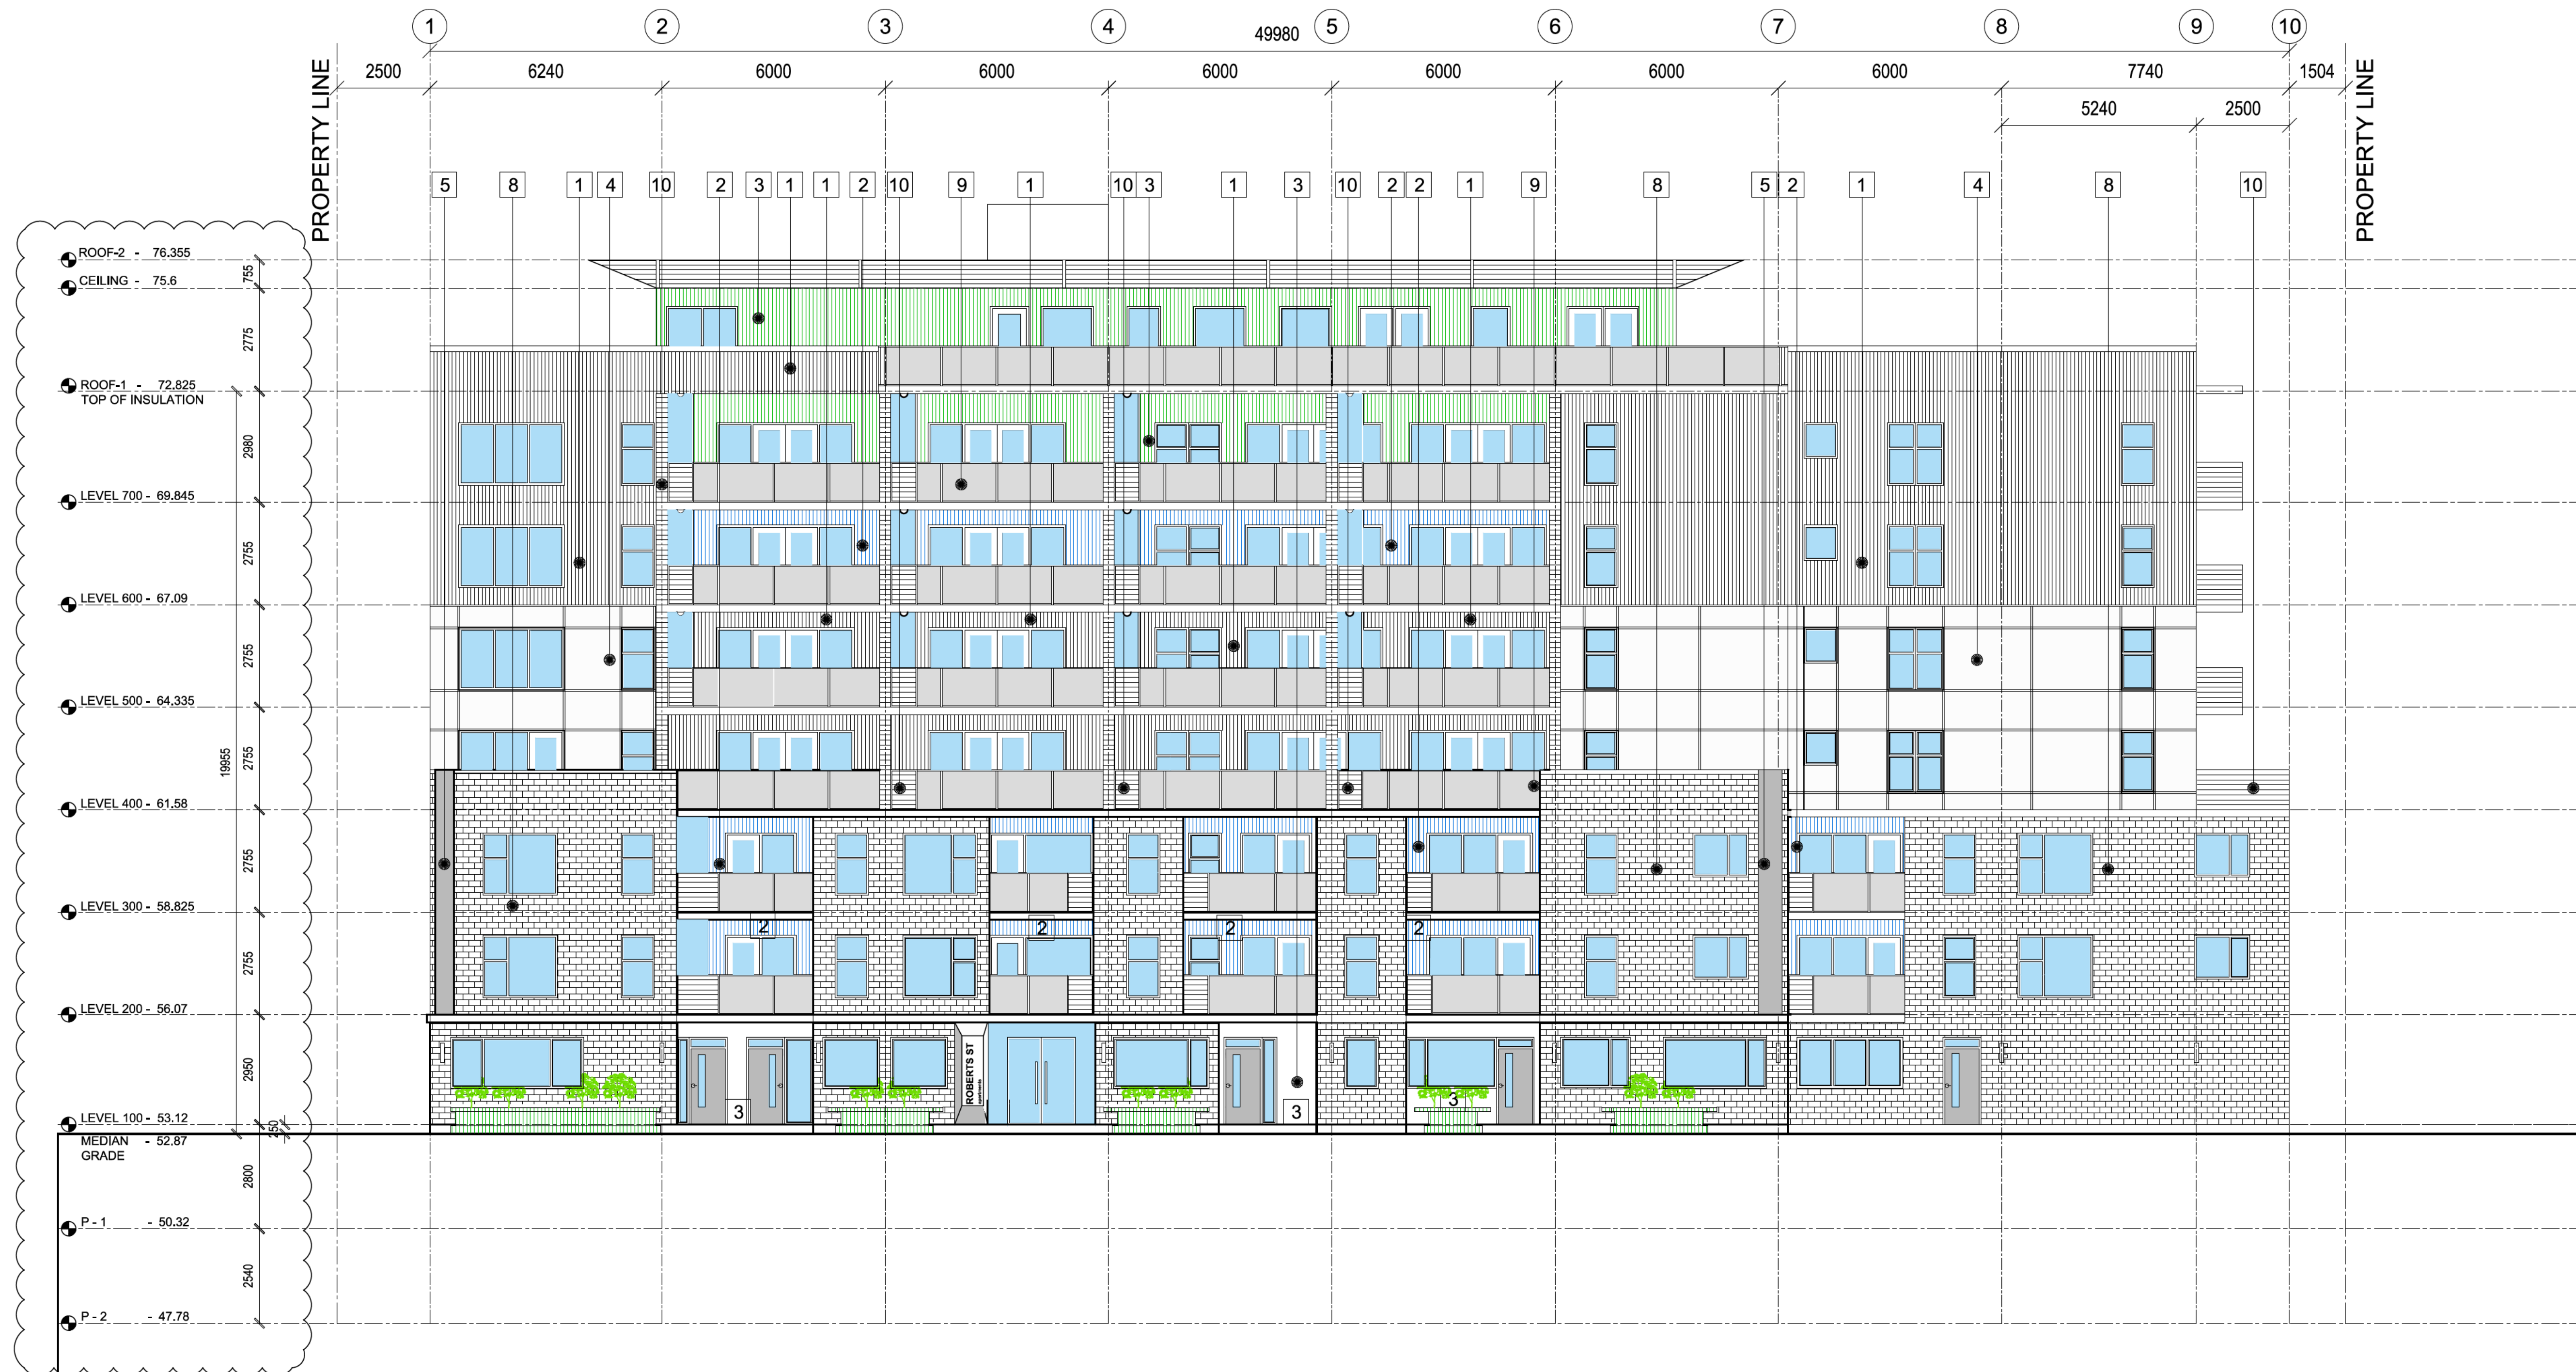 1 2 3 4 5 6 7 8 9 10
49980
2500 6240 6000 6000 6000 6000 6000 6000 7740 1504
5240 2500
PROPERTY LINE
PROPERTY LINE
5 8 1 4 10 2 3 1 1 2 10 9 1 10 3 1 3 10 2 2 1 9 8 5 2 1 4 8 10
ROOF-2 - 76.355
755
CEILING - 75.6
2775
ROOF-1 - 72.825
TOP OF INSULATION
2980
LEVEL 700 - 69.845
2755
LEVEL 600 - 67.09
2755
LEVEL 500 - 64.335
19955
2755
LEVEL 400 - 61.58
2755
LEVEL 300 - 58.825
2 2 2 2
2755
LEVEL 200 - 56.07
2950
ROBERTS ST
3 3 3
LEVEL 100 - 53.12
250
MEDIAN - 52.87
GRADE
2800
P - 1 - 50.32
2540
P - 2 - 47.78